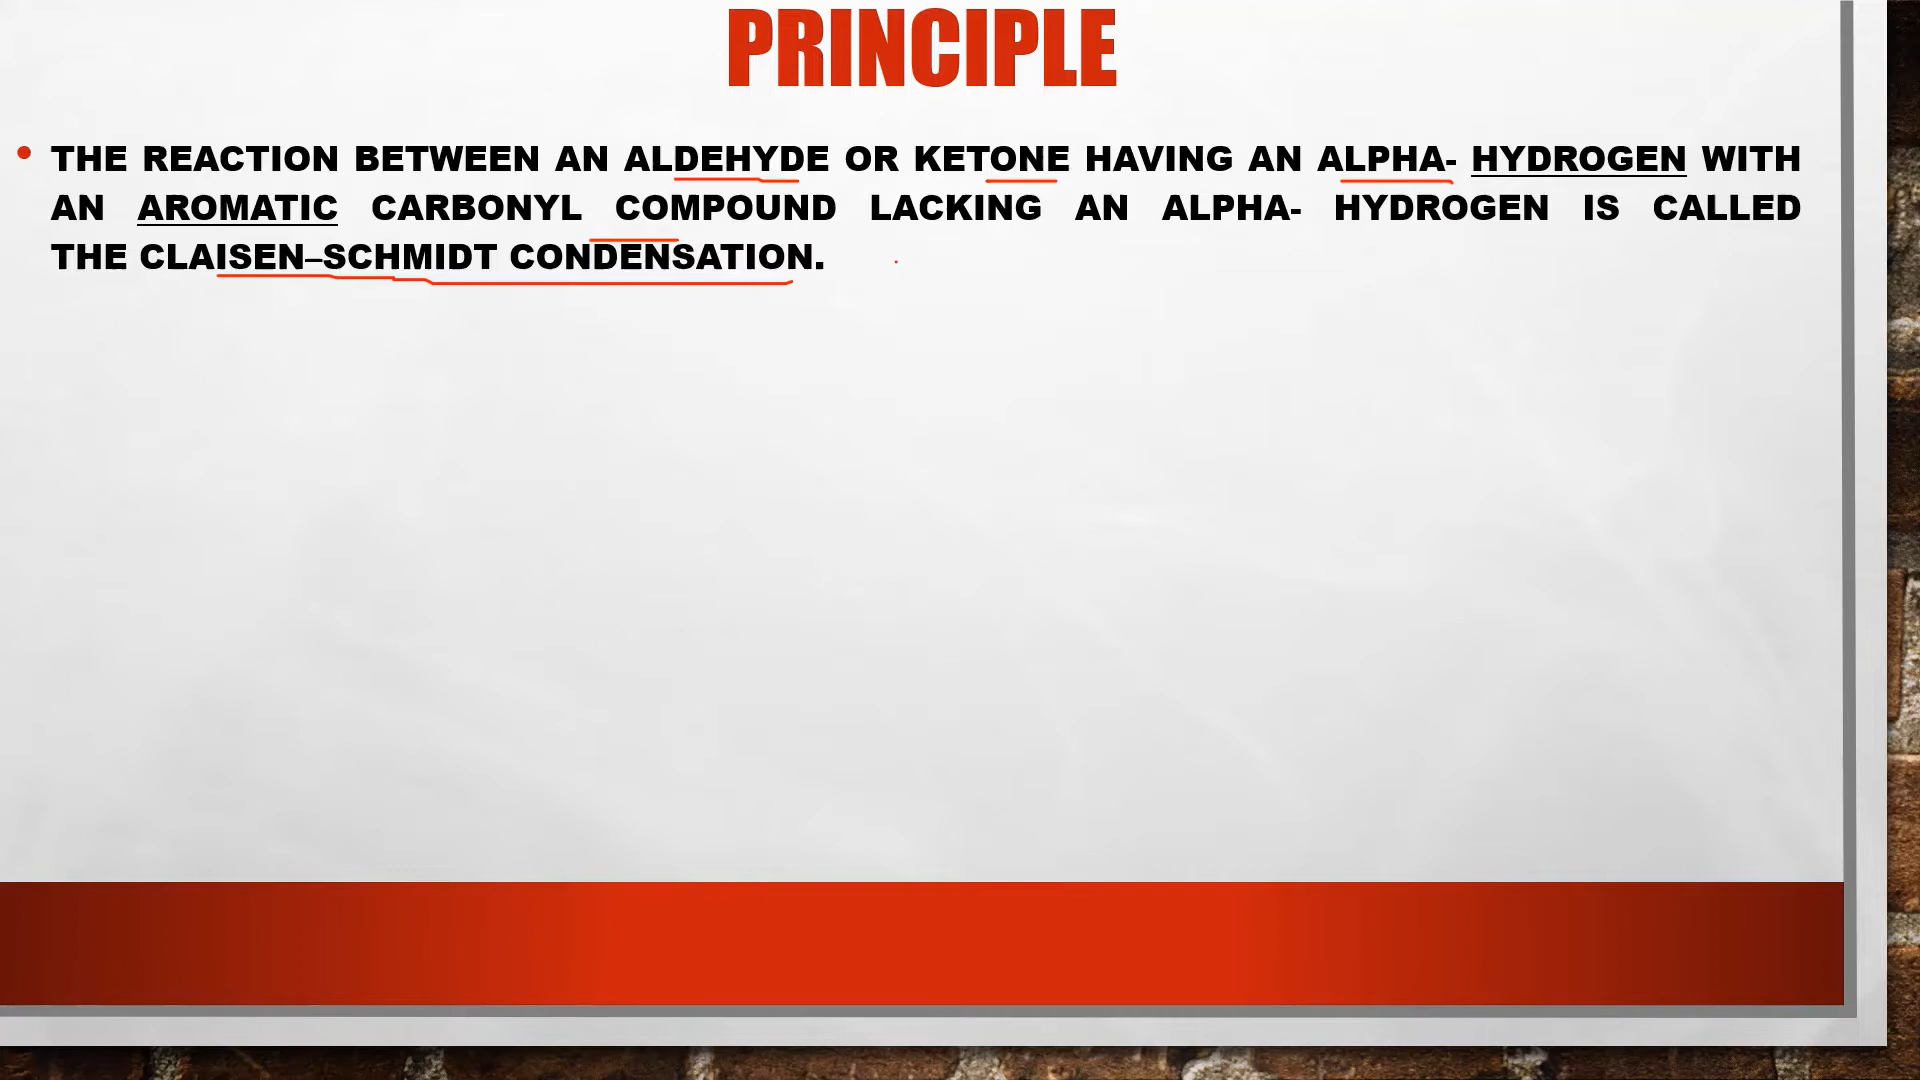 PRINCIPLE
• THE REACTION BETWEEN AN ALDEHYDE OR KETONE HAVING AN ALPHA- HYDROGEN WITH
AN AROMATIC CARBONYL COMPOUND LACKING AN ALPHA- HYDROGEN IS CALLED
THE CLAISEN–SCHMIDT CONDENSATION.